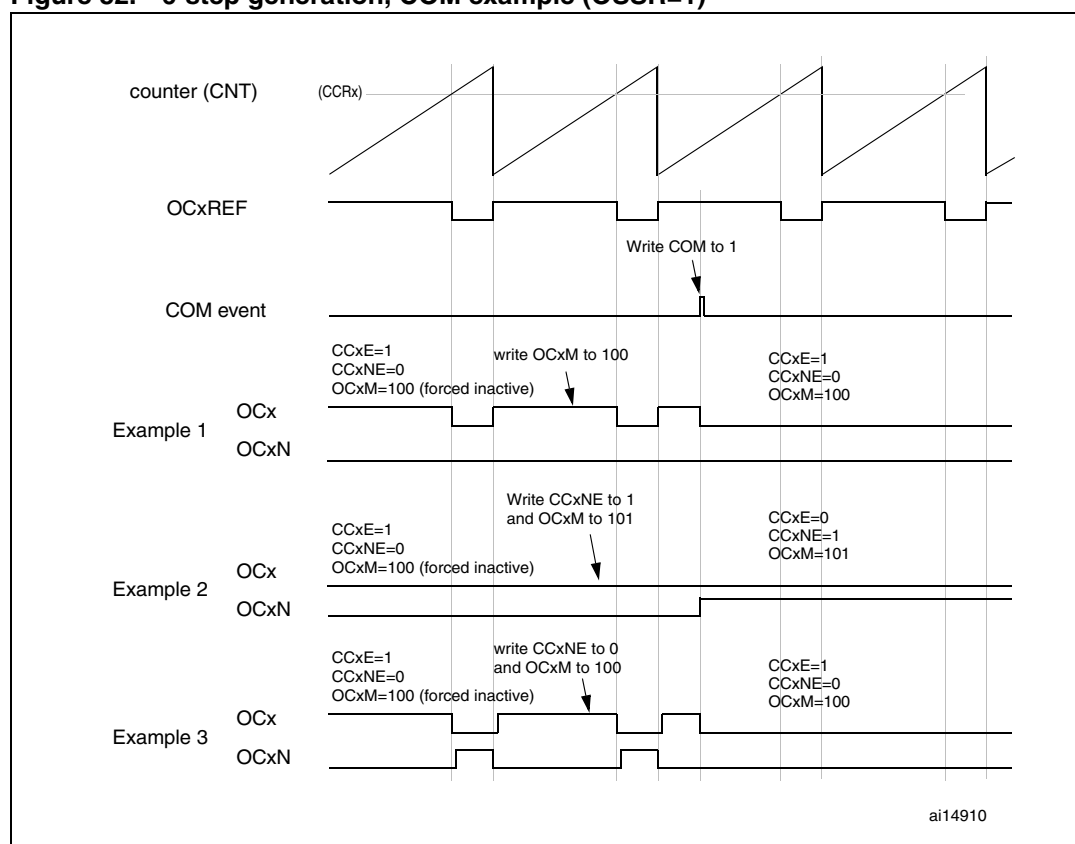 counter (CNT)
(CCRx)
OCxREF
Write COM to 1
COM event
CCxE=1
CCxNE=0
OCxM=100 (forced inactive)
write OCxM to 100
CCxE=1
CCxNE=0
OCxM=100
OCx
Example 1
OCxN
Write CCxNE to 1
and OCxM to 101
CCxE=1
CCxNE=0
OCxM=100 (forced inactive)
CCxE=0
CCxNE=1
OCxM=101
OCx
Example 2
OCxN
write CCxNE to 0
and OCxM to 100
CCxE=1
CCxNE=0
OCxM=100 (forced inactive)
CCxE=1
CCxNE=0
OCxM=100
OCx
Example 3
OCxN
ai14910